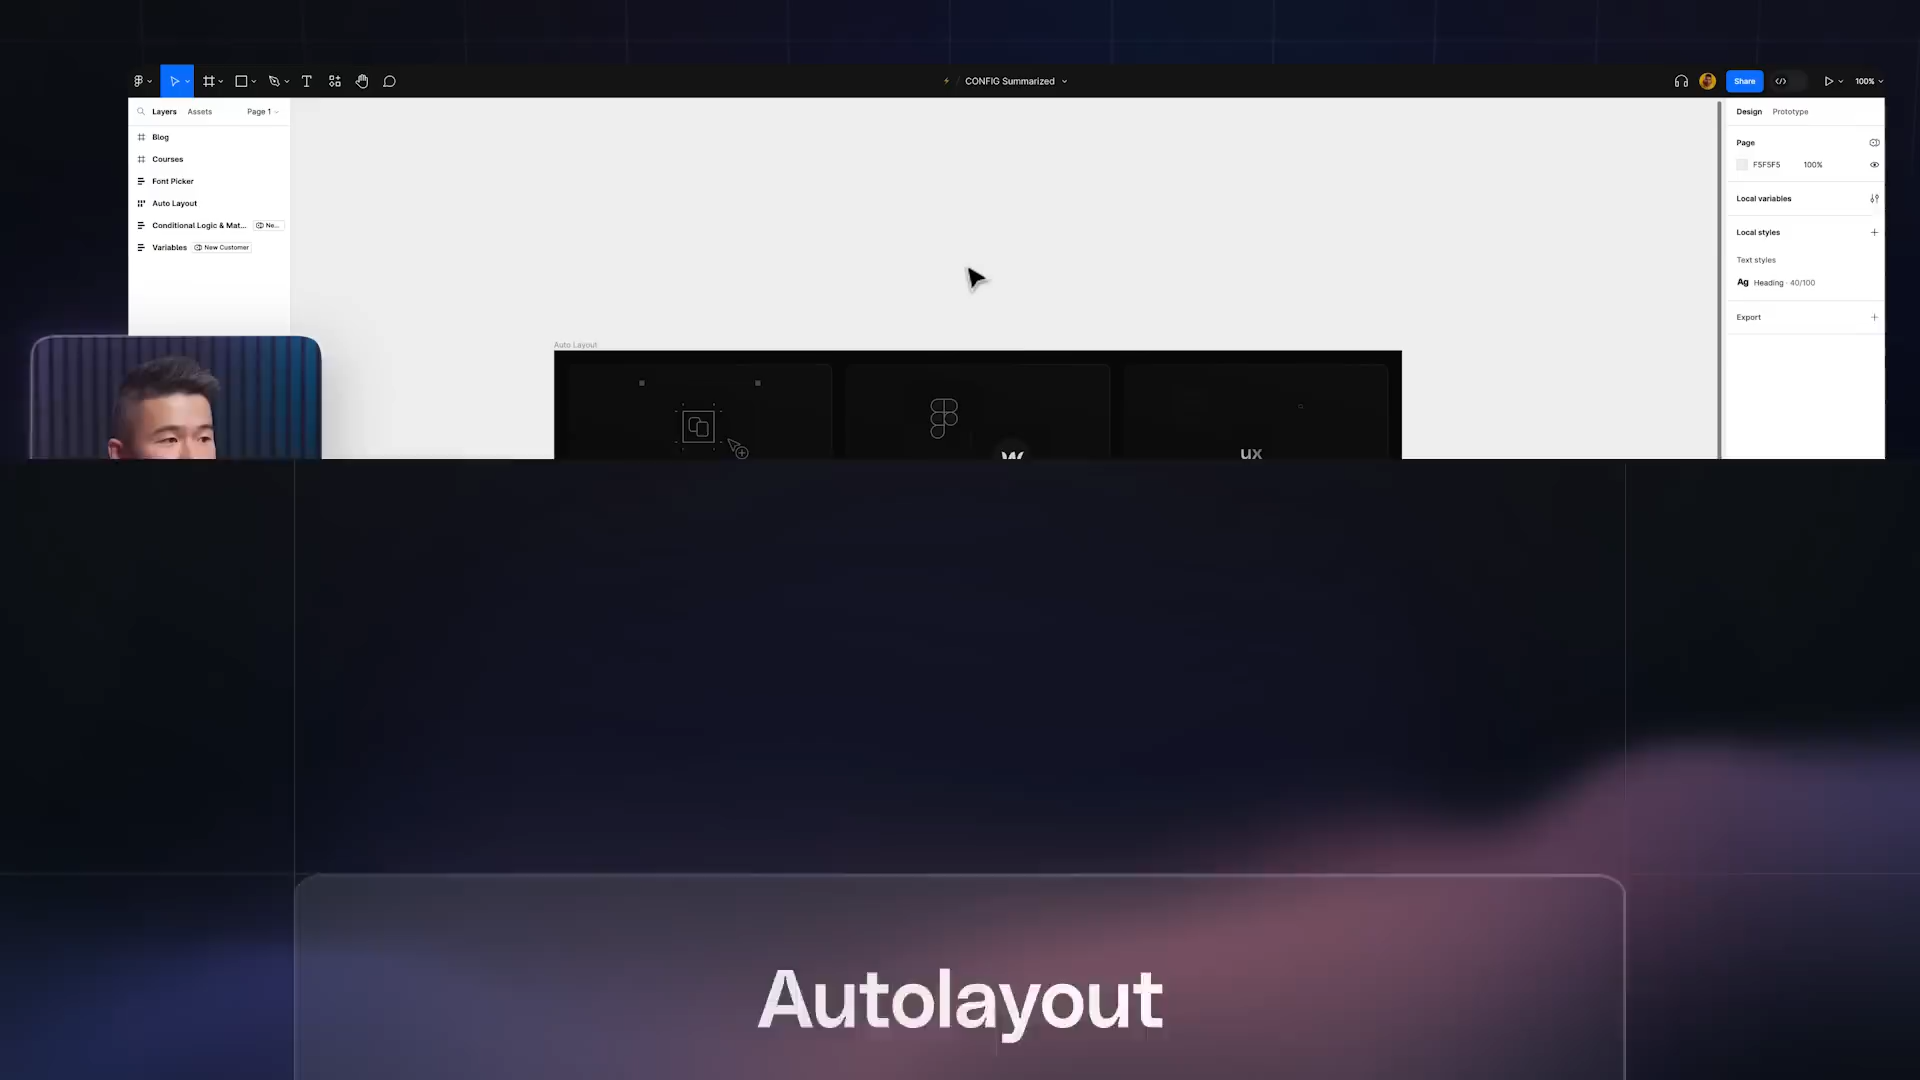 CONFIG Summarized
Share
100%
Layers
Assets
Page 1
Blog
Courses
Font Picker
Auto Layout
Conditional Logic & Mat...
Ne...
Variables
New Customer
Auto Layout
W
ux
Design
Prototype
Page
F5F5F5
100%
Local variables
Local styles
Text styles
Ag Heading · 40/100
Export
Autolayout